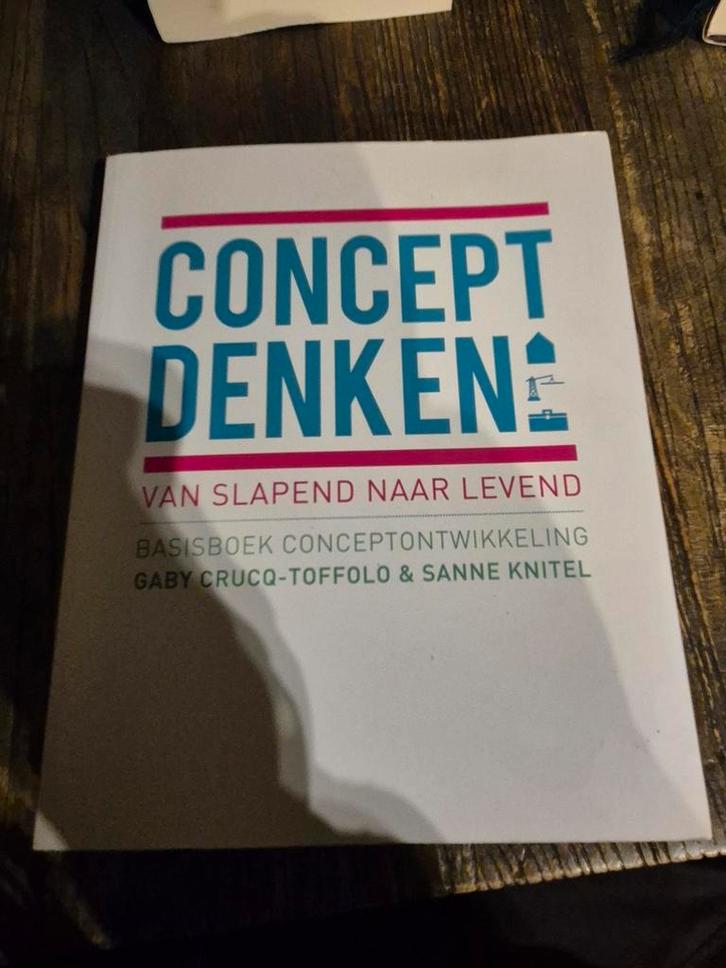 CONCEPT
DENKEN
VAN SLAPEND NAAR LEVEND
BASISBOEK CONCEPTONTWIKKELING
GABY CRUCQ-TOFFOLO & SANNE KNITEL